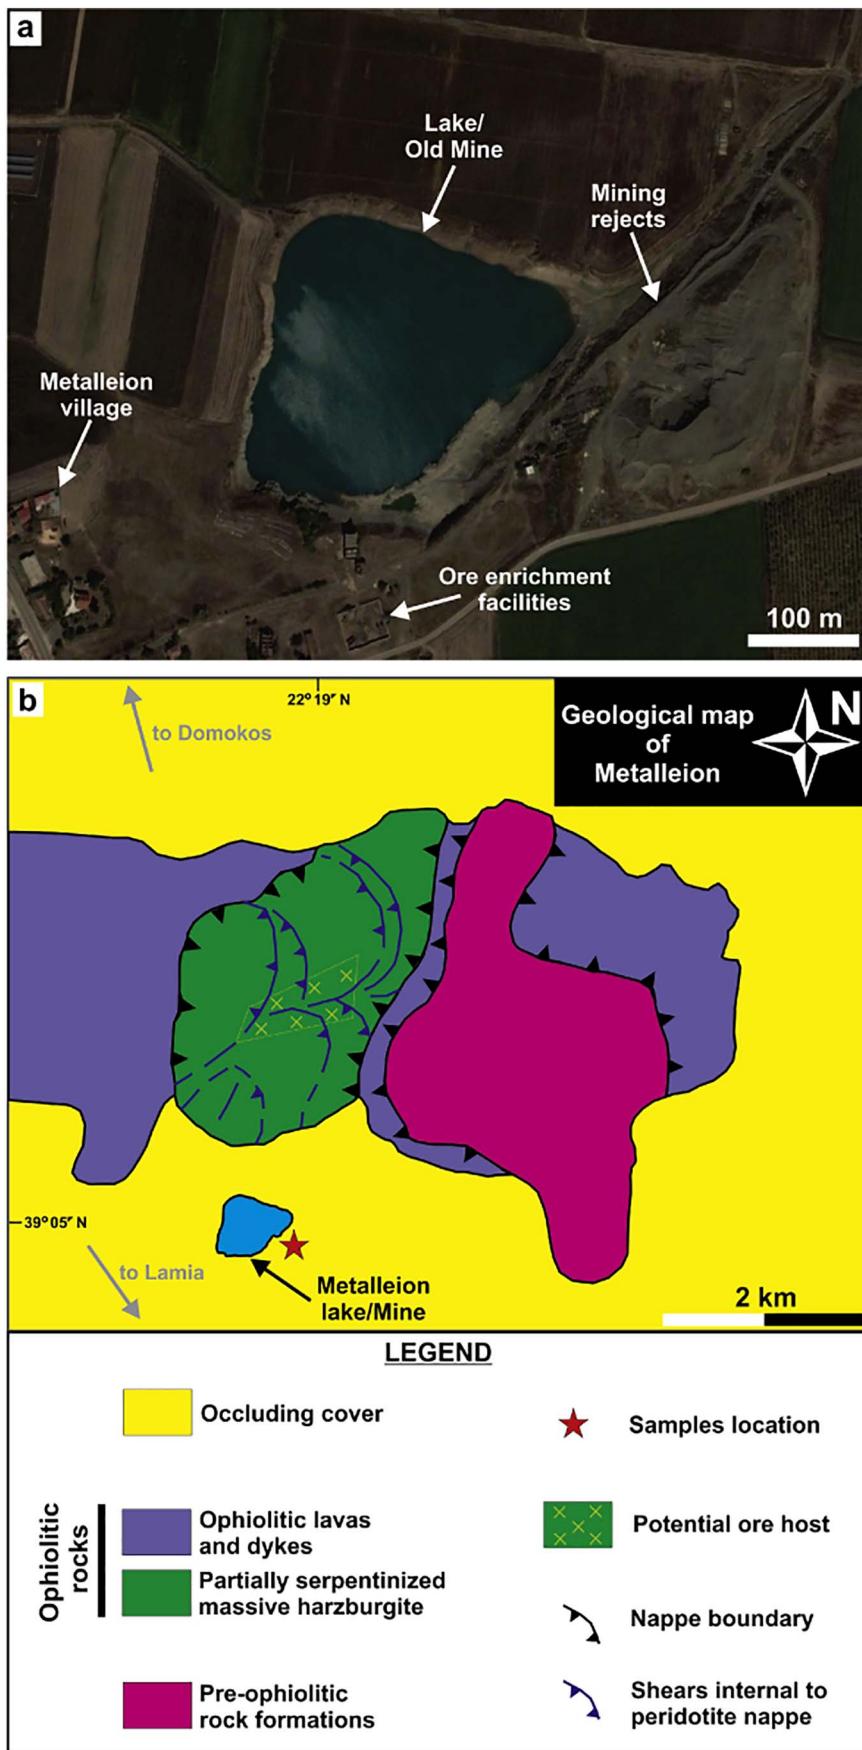 a
Lake/
Old Mine
Mining
rejects
Metalleion
village
Ore enrichment
facilities
100 m
b
to Domokos
22° 19'' N
Geological map
of
Metalleion
N
39° 05'' N
to Lamia
Metalleion
lake/Mine
2 km
LEGEND
Occluding cover
Samples location
Ophiolitic
rocks
Ophiolitic lavas
and dykes
Potential ore host
Partially serpentinized
massive harzburgite
Nappe boundary
Pre-ophiolitic
rock formations
Shears internal to
peridotite nappe